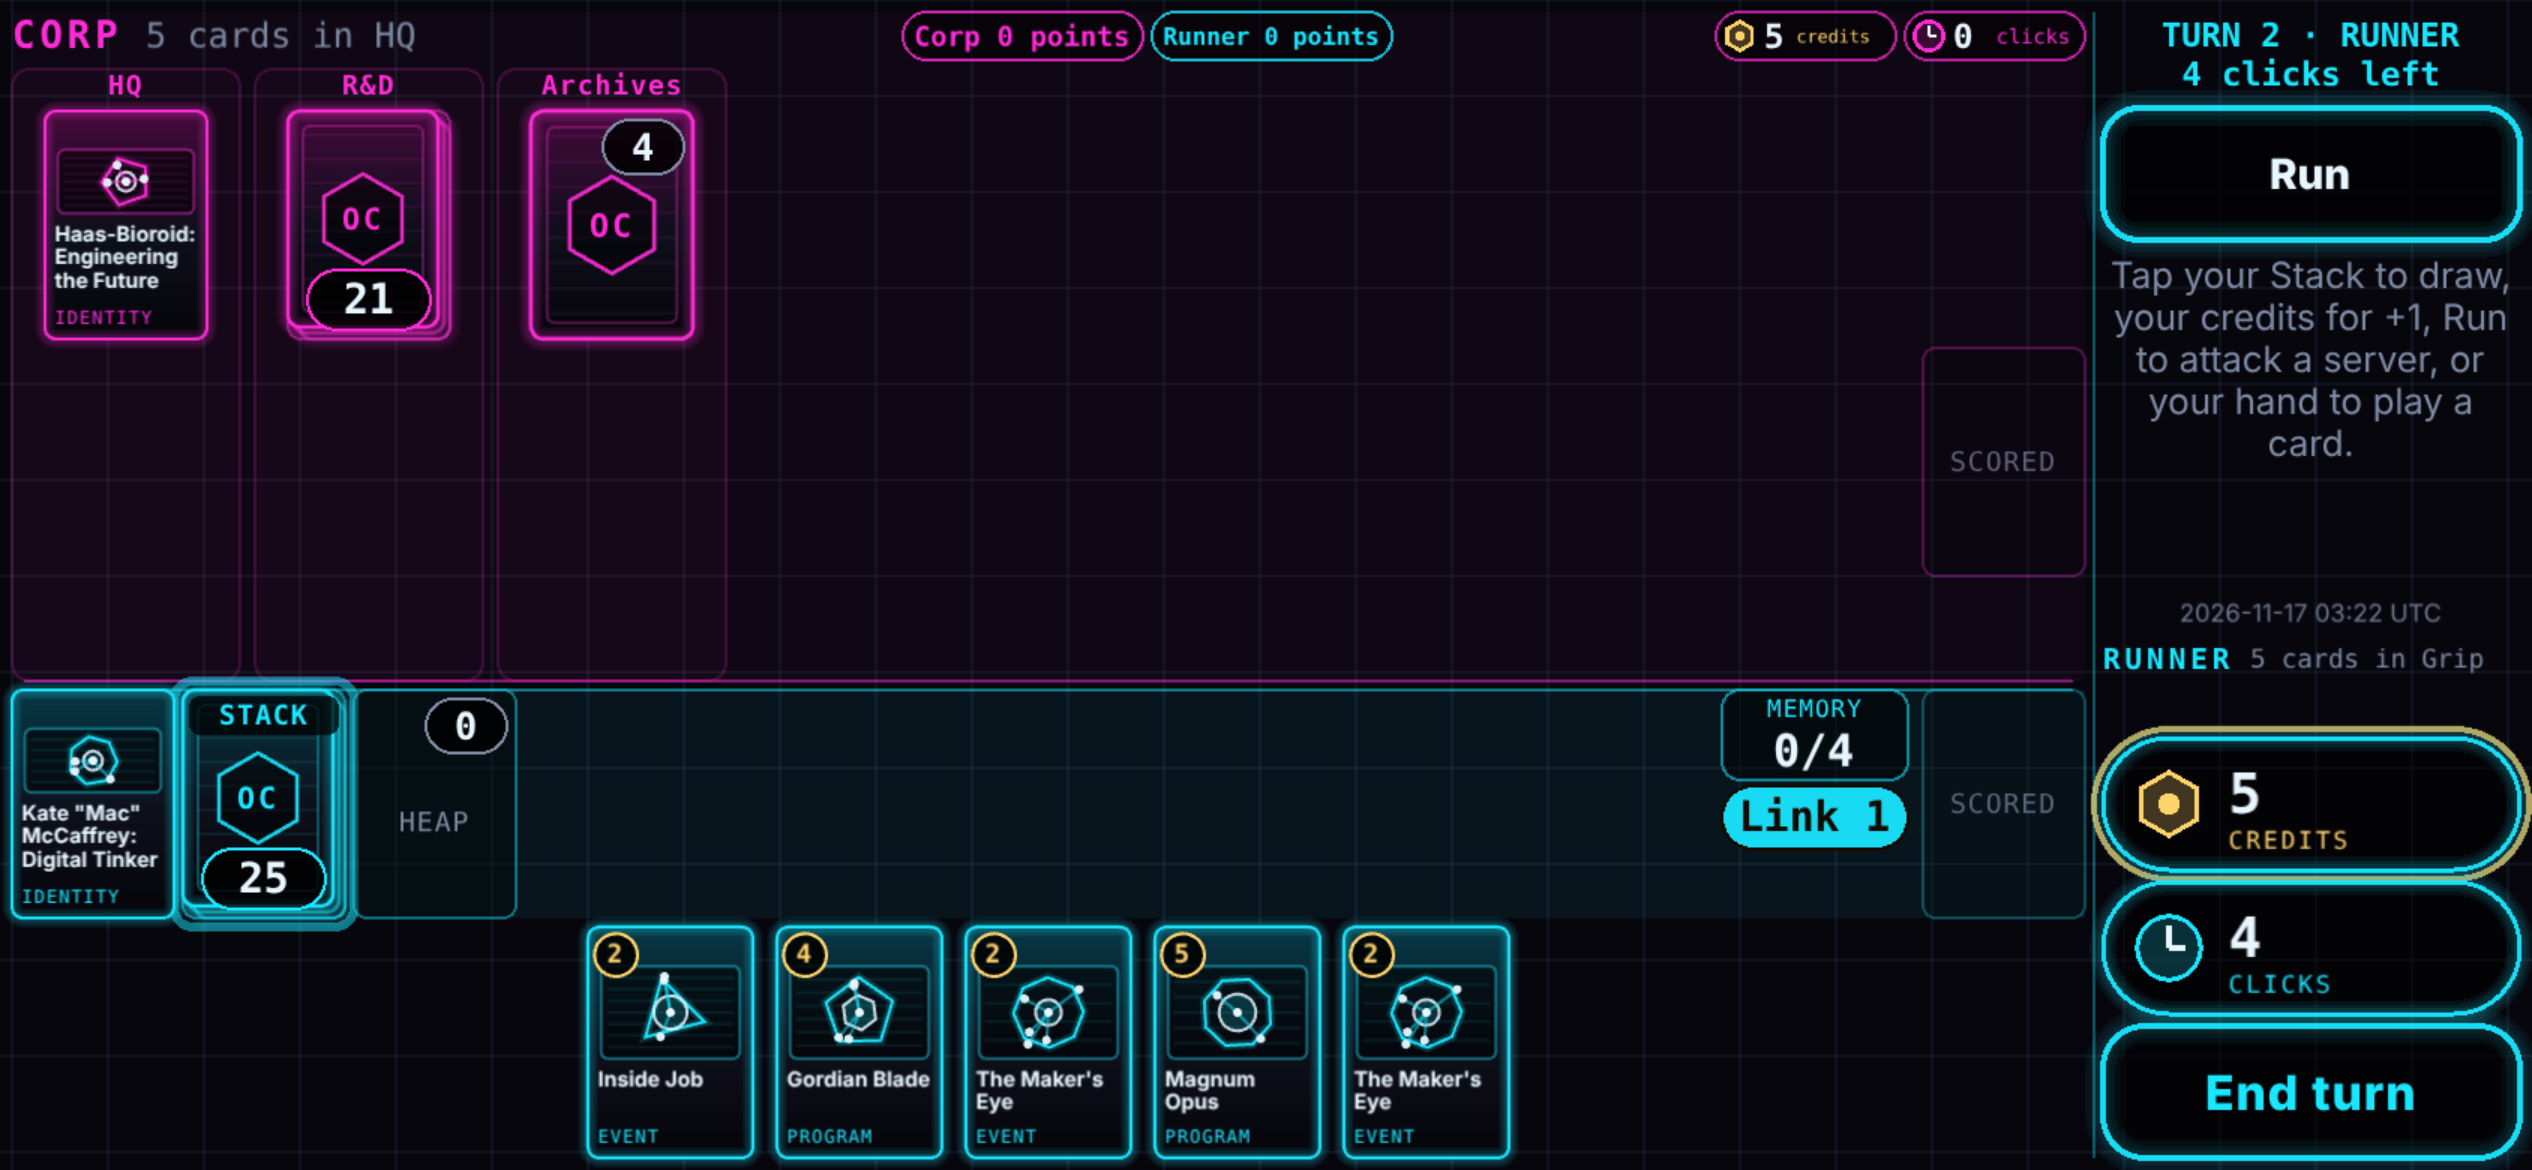 CORP 5 cards in HQ
Corp 0 points
Runner 0 points
5 credits
0 clicks
HQ
R&D
Archives
Haas-Bioroid:
Engineering
the Future
IDENTITY
OC
21
4
OC
SCORED
TURN 2 · RUNNER
4 clicks left
Run
Tap your Stack to draw,
your credits for +1, Run
to attack a server, or
your hand to play a
card.
2026-11-17 03:22 UTC
RUNNER 5 cards in Grip
Kate "Mac"
McCaffrey:
Digital Tinker
IDENTITY
STACK
OC
25
0
HEAP
MEMORY
0/4
Link 1
SCORED
5
CREDITS
4
CLICKS
End turn
2
Inside Job
EVENT
4
Gordian Blade
PROGRAM
2
The Maker's
Eye
EVENT
5
Magnum
Opus
PROGRAM
2
The Maker's
Eye
EVENT